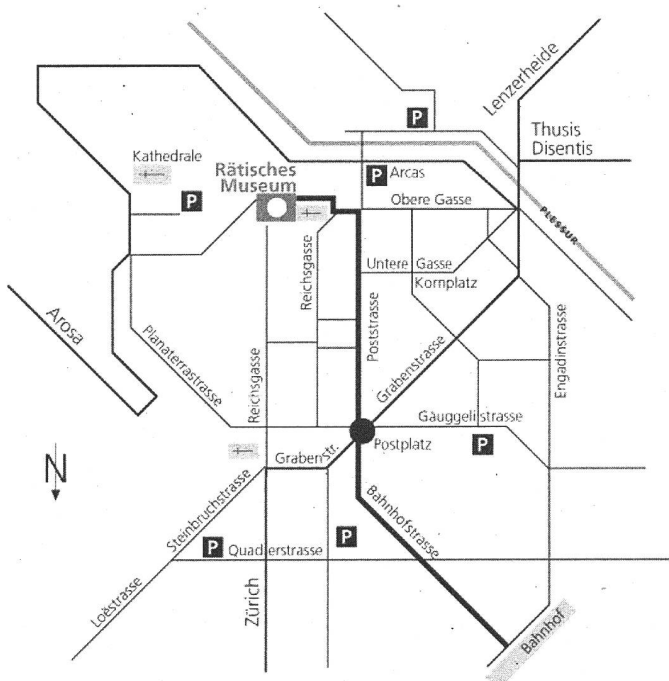 Lenzerheide
P
Thusis
Disentis
Kathedrale
Rätisches
Museum
P
P
Arcas
Obere Gasse
PLESSUR
Untere Gasse
Kornplatz
Reichsgasse
Poststrasse
Grabenstrasse
Engadinstrasse
Arosa
Planaterrastrasse
Reichsgasse
Gäuggelistrasse
Postplatz
P
N
Grabenstr.
Steinbruchstrasse
Bahnhofstrasse
P
Quaderstrasse
P
Loëstrasse
Zürich
Bahnhof